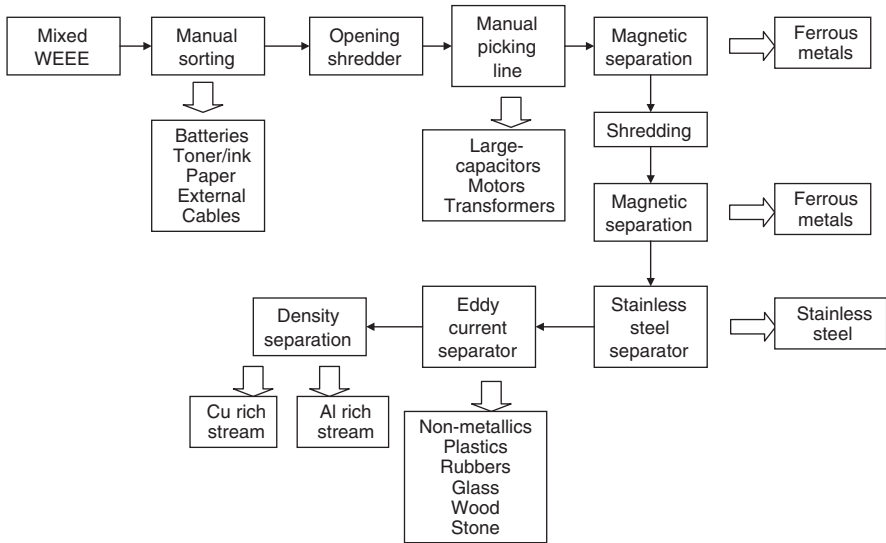 Mixed
WEEE
Manual
sorting
Opening
shredder
Manual
picking
line
Magnetic
separation
Ferrous
metals
Batteries
Toner/ink
Paper
External
Cables
Large-
capacitors
Motors
Transformers
Shredding
Magnetic
separation
Ferrous
metals
Stainless
steel
separator
Stainless
steel
Eddy
current
separator
Density
separation
Cu rich
stream
Al rich
stream
Non-metallics
Plastics
Rubbers
Glass
Wood
Stone